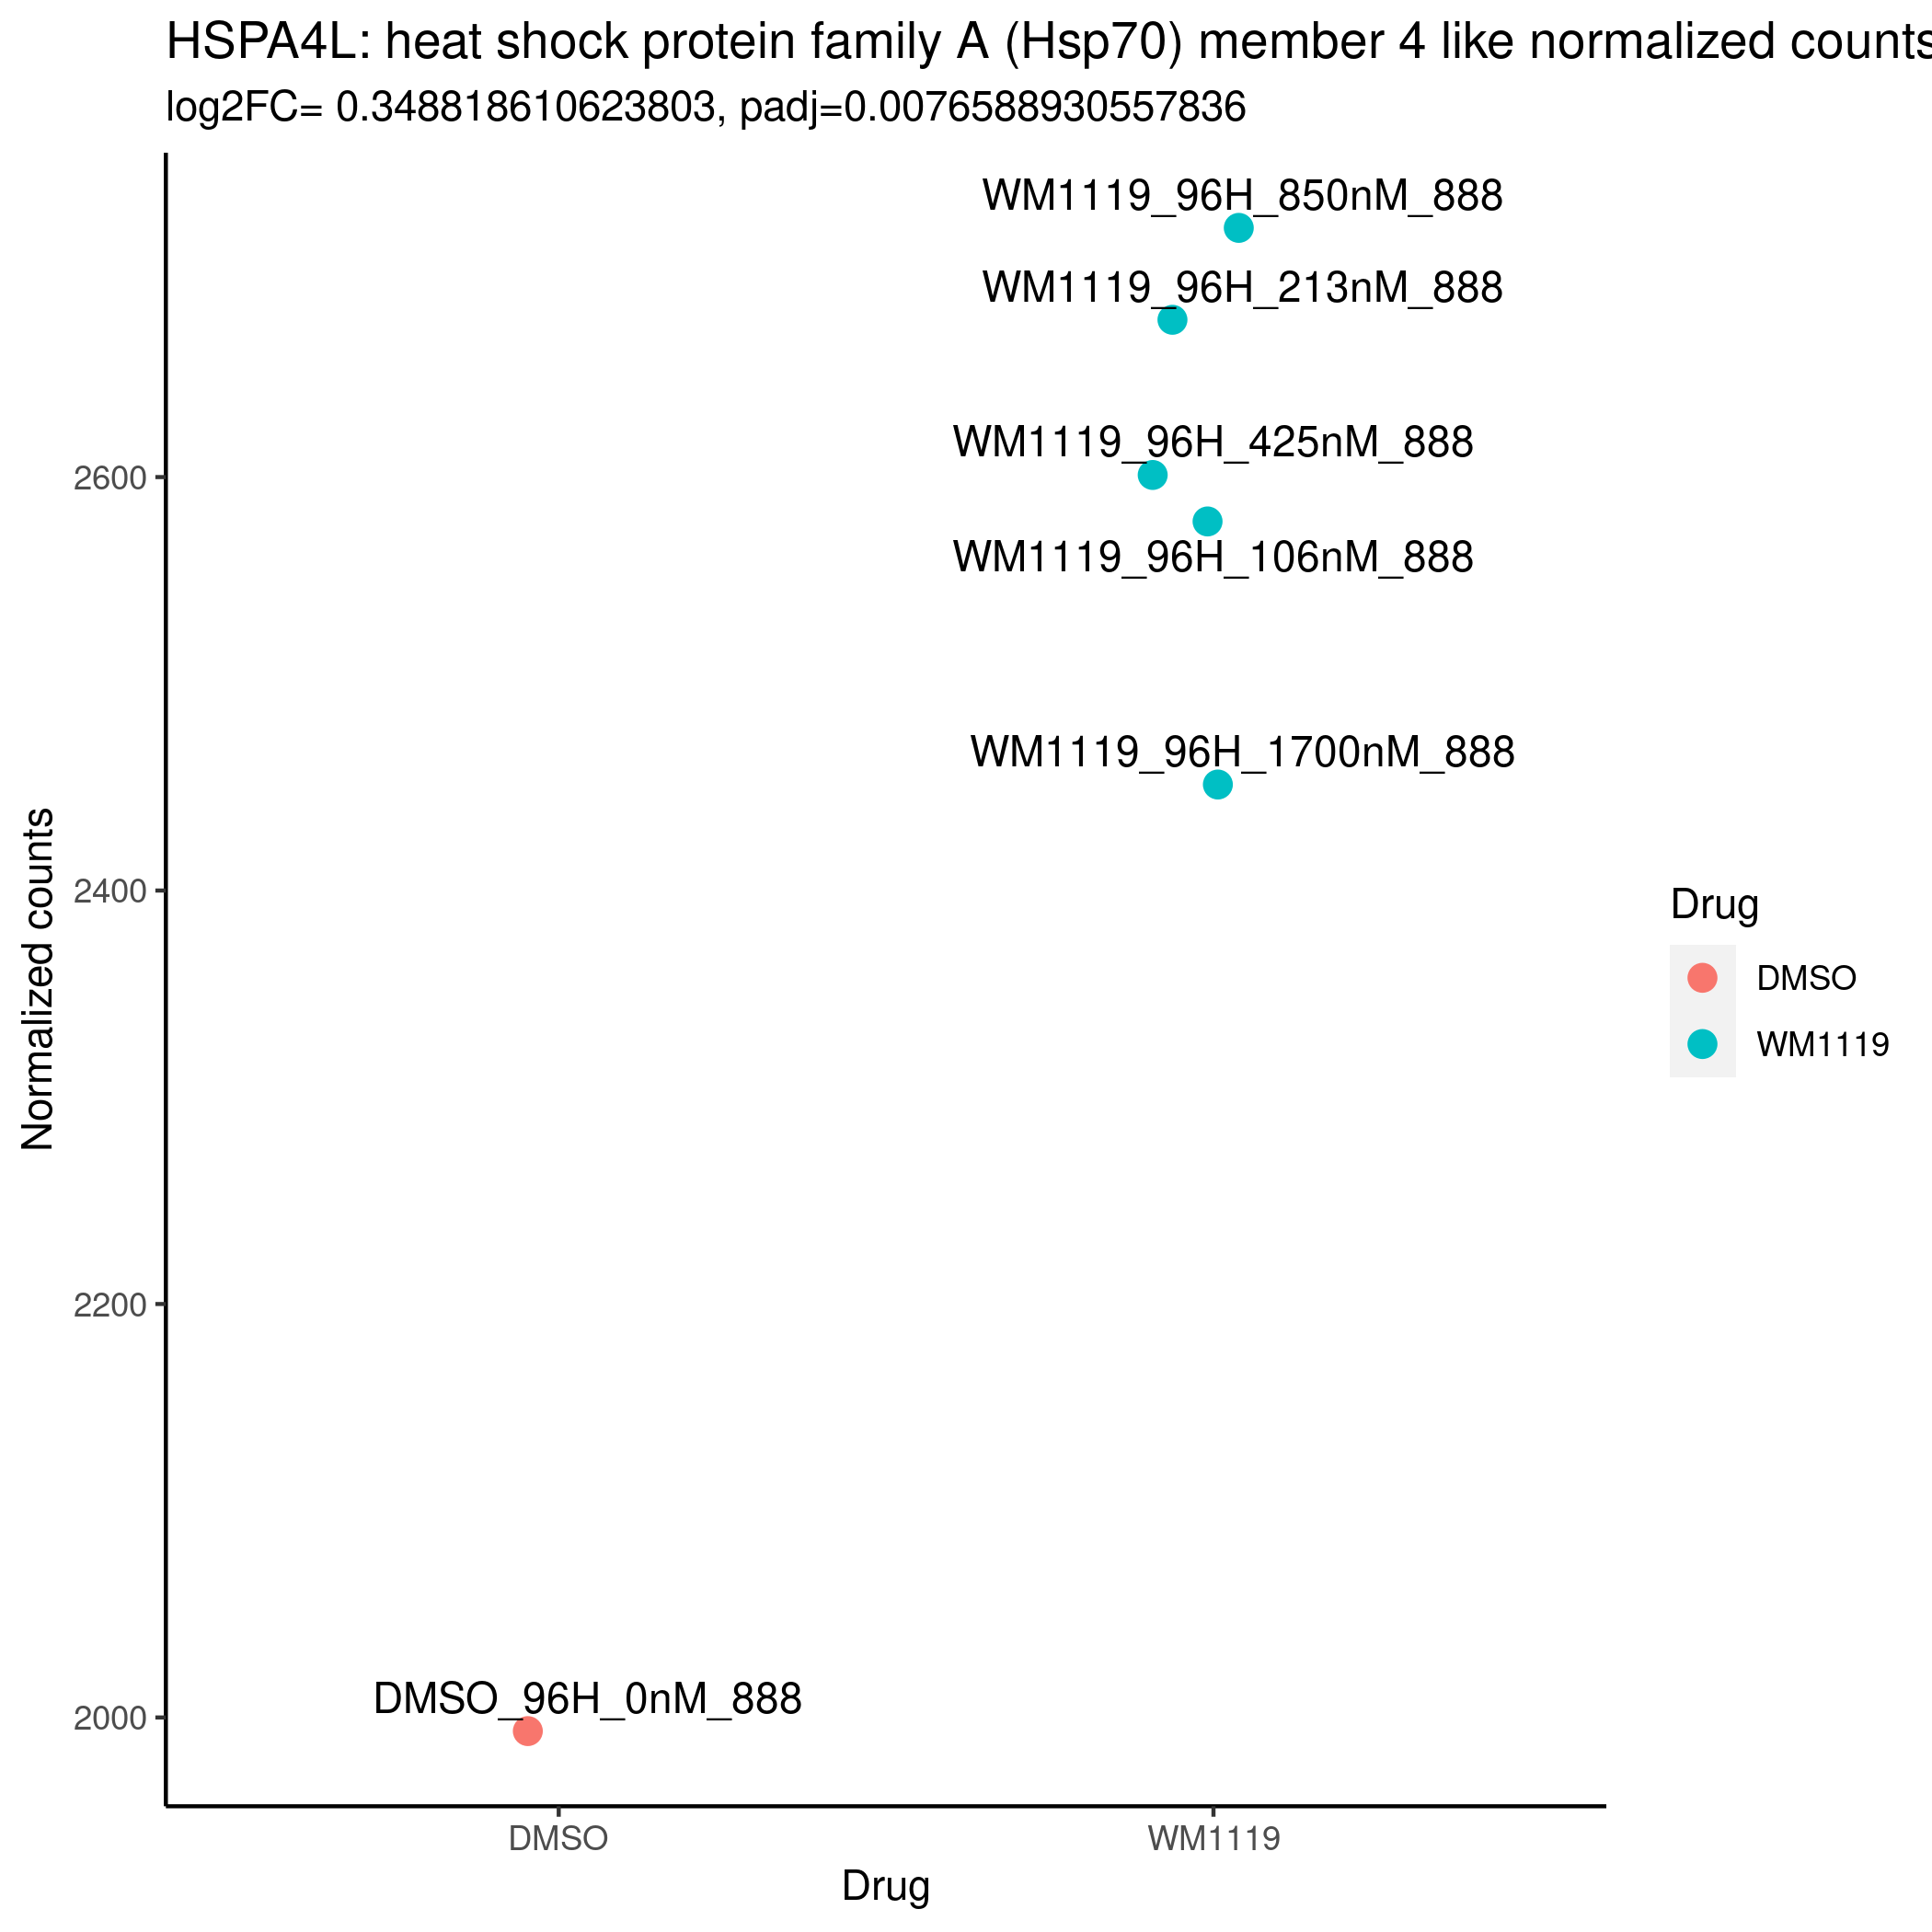 HSPA4L: heat shock protein family A (Hsp70) member 4 like normalized counts
log2FC= 0.348818610623803, padj=0.0076588930557836
WM1119_96H_850nM_888
WM1119_96H_213nM_888
WM1119_96H_425nM_888
2600
WM1119_96H_106nM_888
WM1119_96H_1700nM_888
Normalized counts
2400
Drug
DMSO
WM1119
2200
DMSO_96H_0nM_888
2000
DMSO
WM1119
Drug